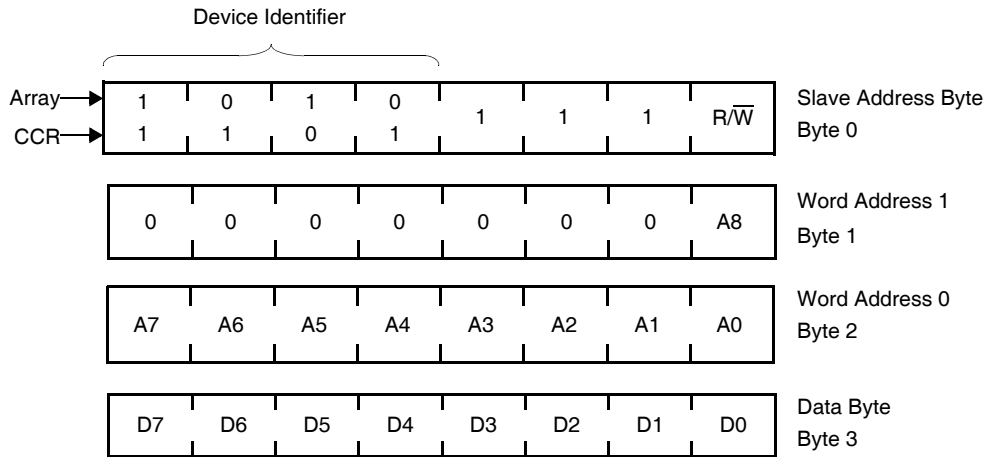 Device Identifier
Array 1 0 1 0 1 1 1 R/W̅ Slave Address Byte
CCR 1 1 0 1 Byte 0
0 0 0 0 0 0 0 A8 Word Address 1
Byte 1
A7 A6 A5 A4 A3 A2 A1 A0 Word Address 0
Byte 2
D7 D6 D5 D4 D3 D2 D1 D0 Data Byte
Byte 3